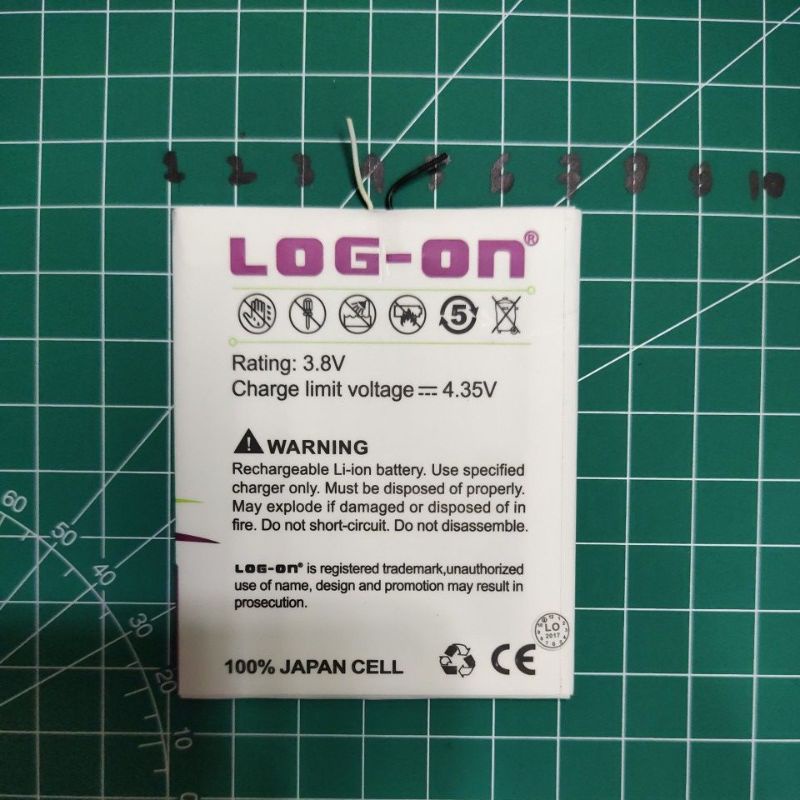 1 2 3 4 5 6 7 8 9 10
LOG-ON®
5
Rating: 3.8V
Charge limit voltage ⎓ 4.35V
WARNING
Rechargeable Li-ion battery. Use specified
charger only. Must be disposed of properly.
May explode if damaged or disposed of in
fire. Do not short-circuit. Do not disassemble.
LOG-ON® is registered trademark,unauthorized
use of name, design and promotion may result in
prosecution.
LO
2017
100% JAPAN CELL
CE
60
50
40
30
20
10
0